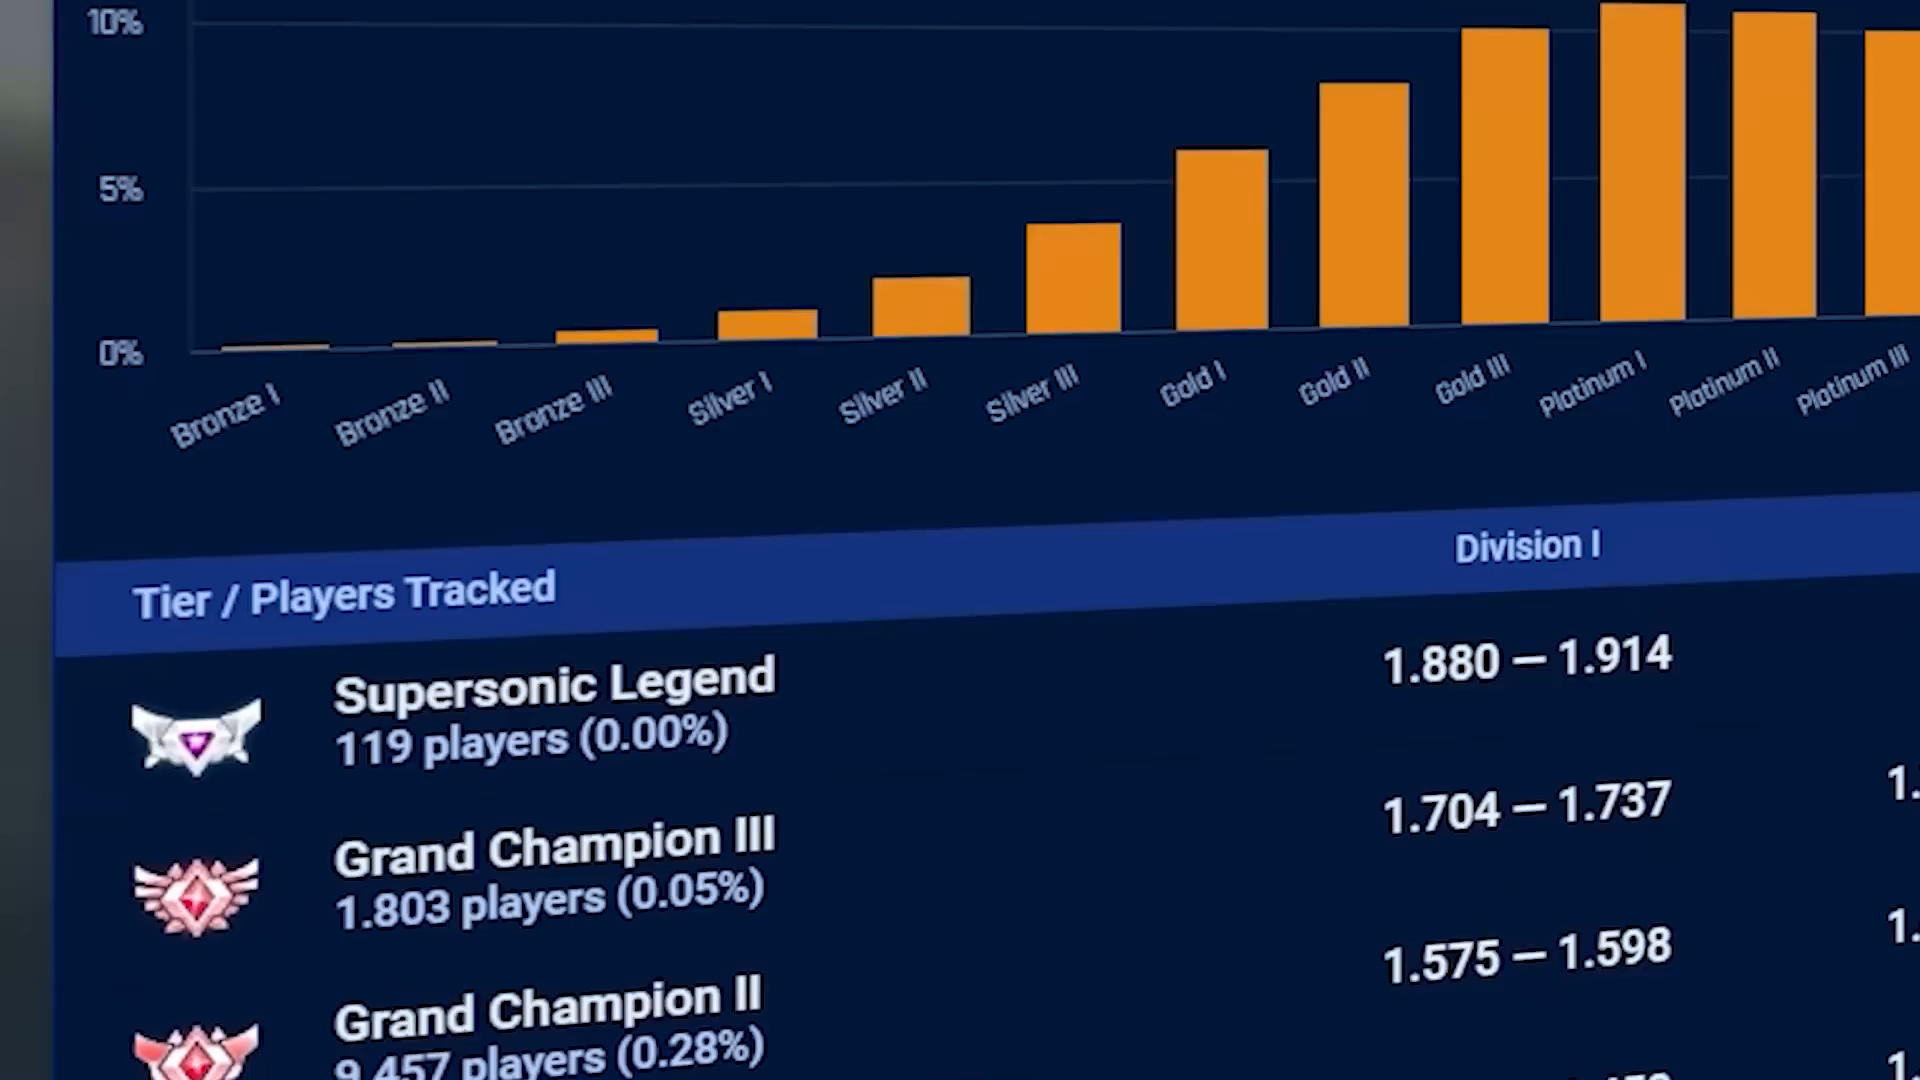 10%
5%
0%
Bronze I
Bronze II
Bronze III
Silver I
Silver II
Silver III
Gold I
Gold II
Gold III
Platinum I
Platinum II
Platinum III
Tier / Players Tracked
Division I
Supersonic Legend
119 players (0.00%)
1.880 – 1.914
Grand Champion III
1.803 players (0.05%)
1.704 – 1.737
1.
Grand Champion II
9.457 players (0.28%)
1.575 – 1.598
1.
1.